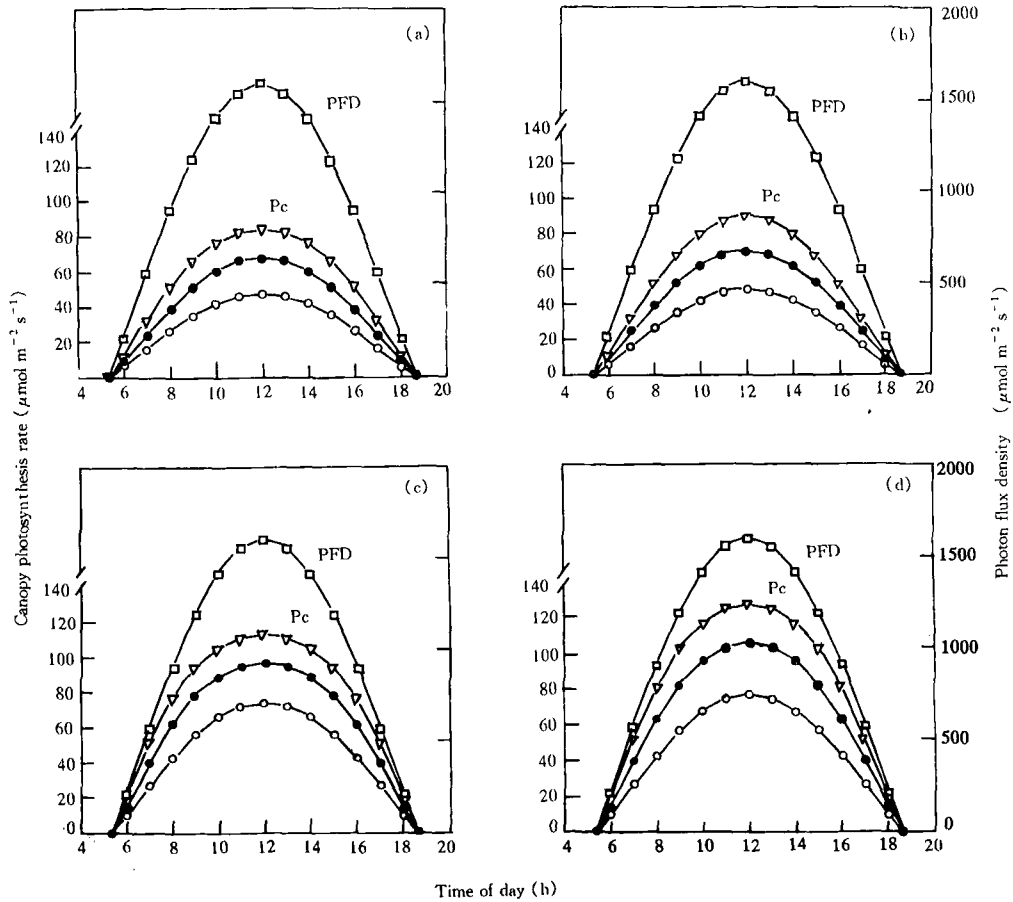 (a)
PFD
Pc
140
120
100
80
60
40
20
4 6 8 10 12 14 16 18 20
(b)
PFD
Pc
140
120
100
80
60
40
20
0
4 6 8 10 12 14 16 18 20
2000
1500
1000
500
(c)
PFD
Pc
140
120
100
80
60
40
20
0
4 6 8 10 12 14 16 18 20
(d)
PFD
Pc
140
120
100
80
60
40
20
0
4 6 8 10 12 14 16 18 20
2000
1500
1000
500
0
Canopy photosynthesis rate (μmol m⁻² s⁻¹)
Photon flux density (μmol m⁻² s⁻¹)
Time of day (h)